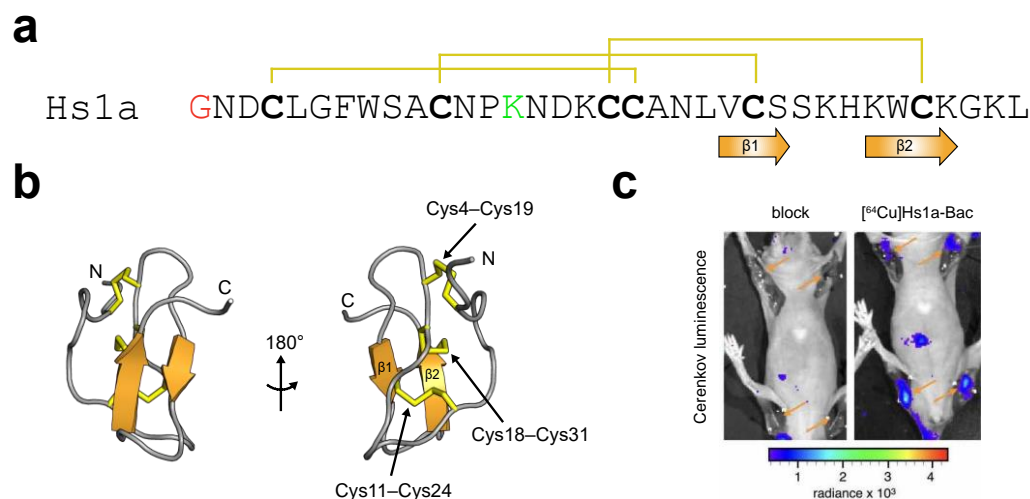 a
Hs1a GNDCLGFWSACNPKNDKCCANLVCSSKHKWCKGKL
β1 β2
b
N
C
180°
Cys4–Cys19
N
C
β1
β2
Cys18–Cys31
Cys11–Cys24
c
block
[⁶⁴Cu]Hs1a-Bac
Cerenkov luminescence
1 2 3 4
radiance x 10³